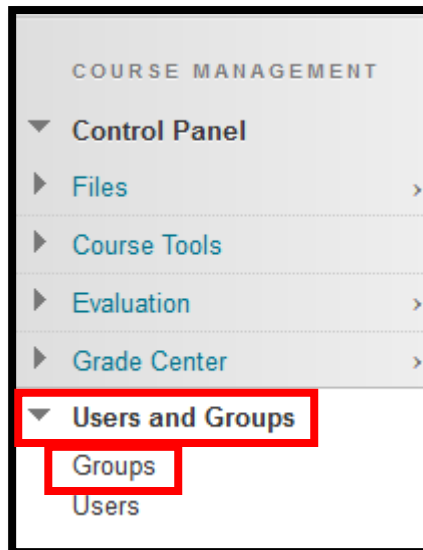 COURSE MANAGEMENT
Control Panel
Files
Course Tools
Evaluation
Grade Center
Users and Groups
Groups
Users